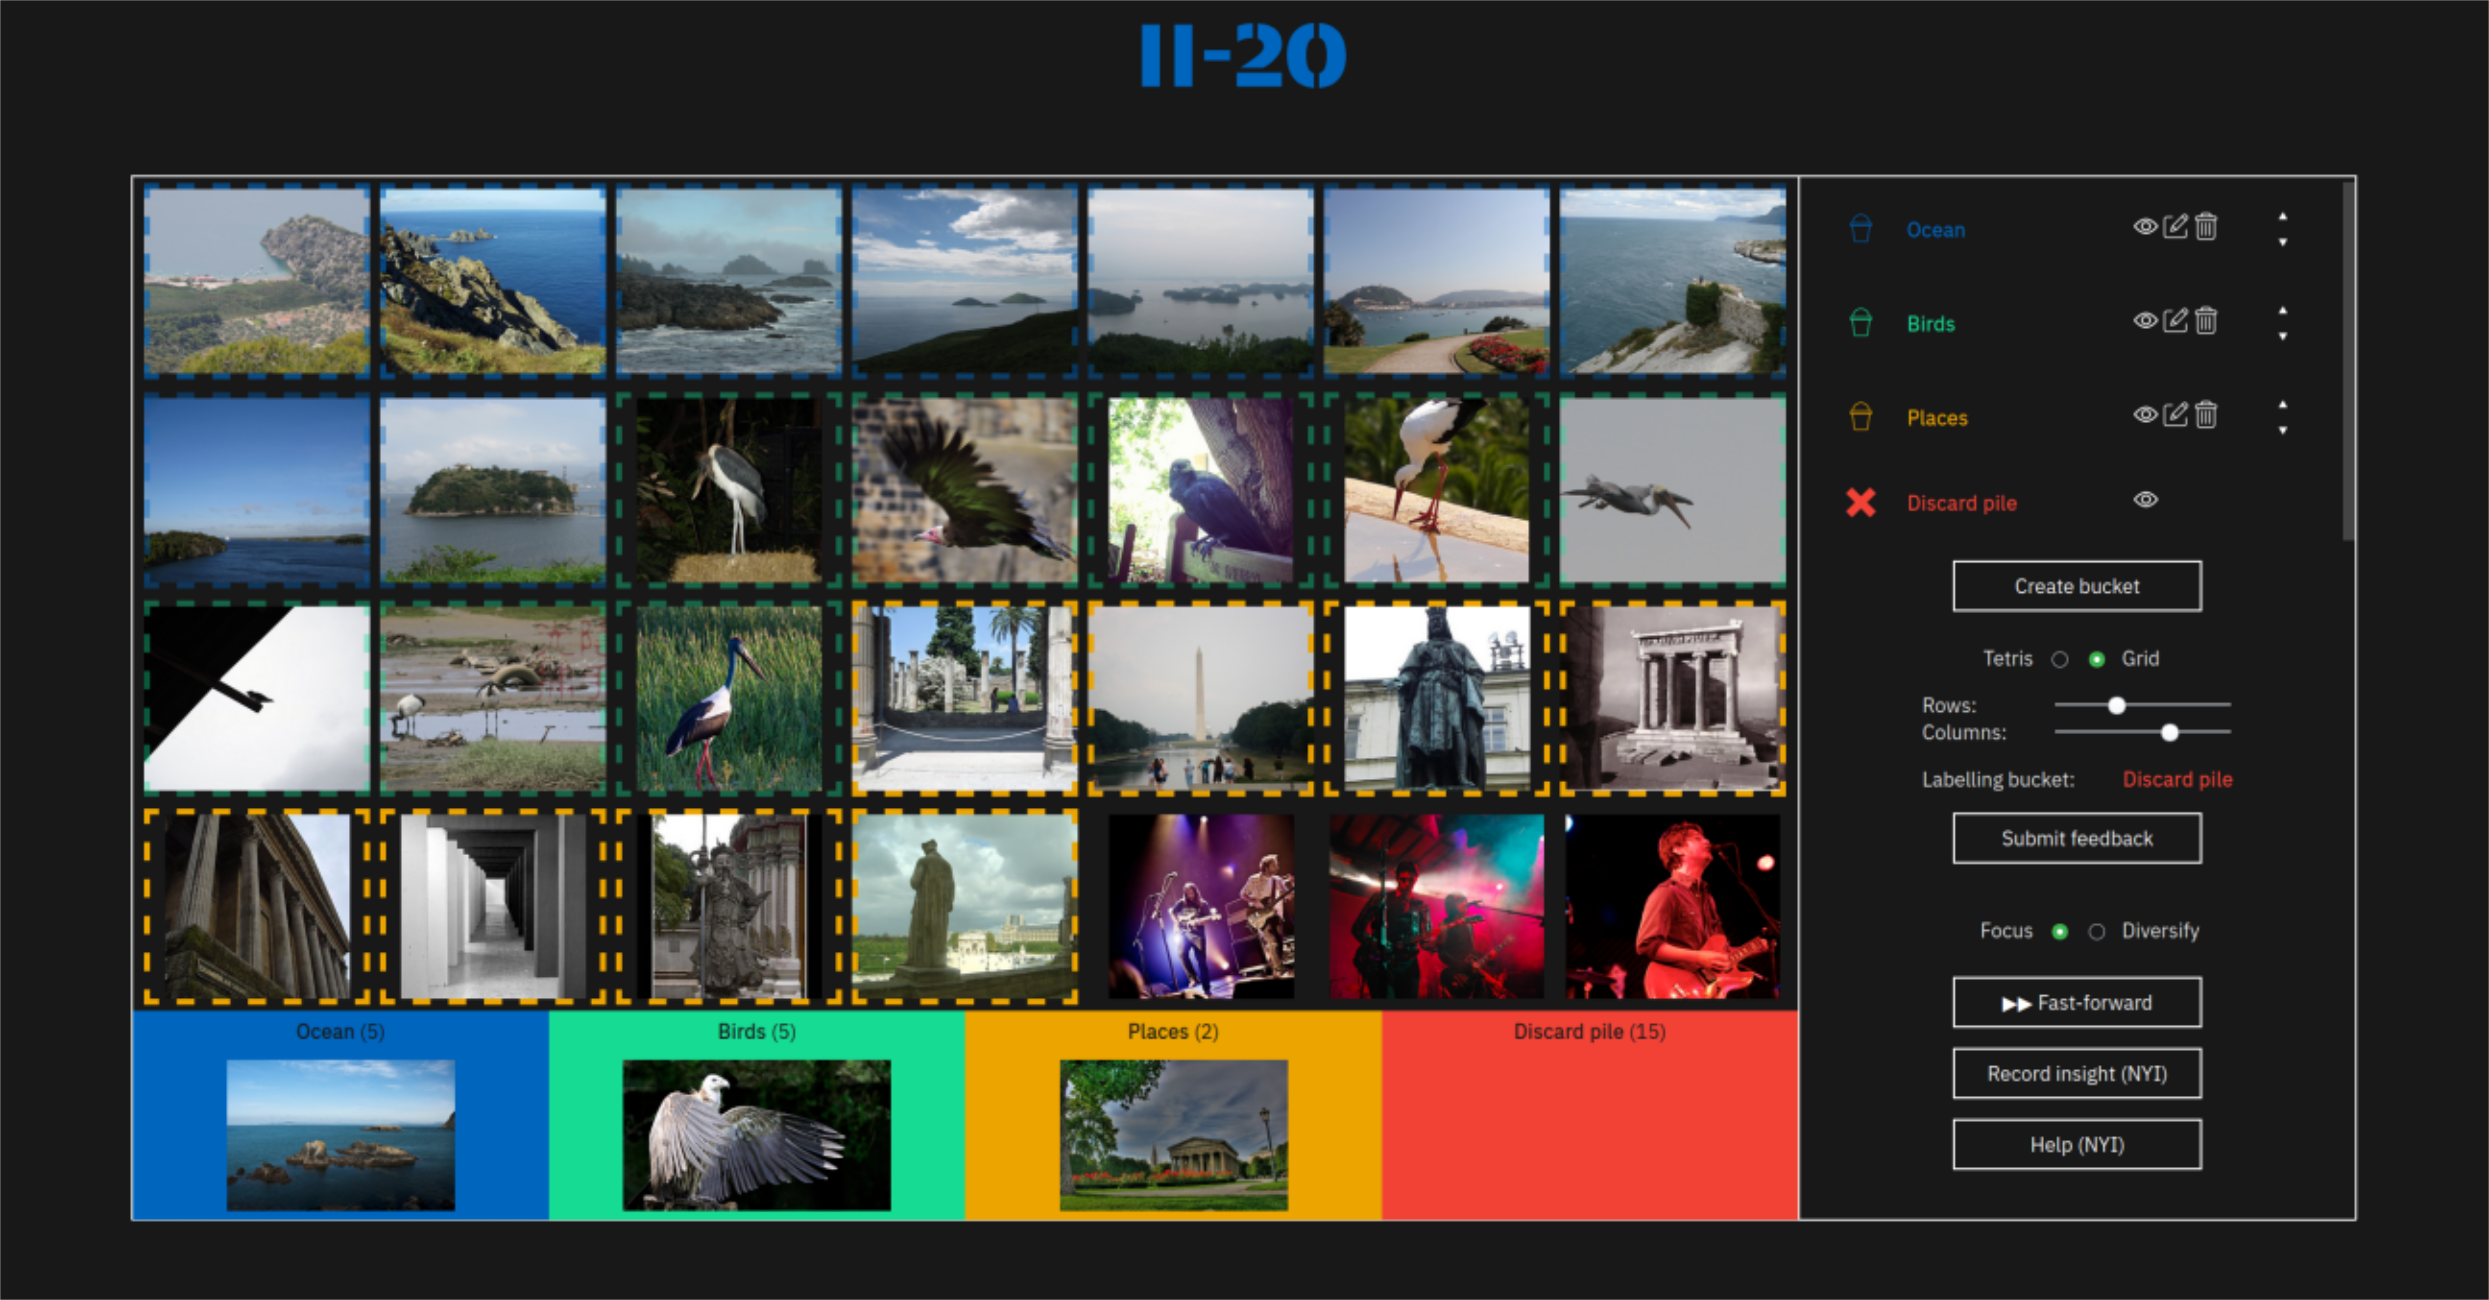 II-20
Ocean
Birds
Places
Discard pile
Create bucket
Tetris Grid
Rows:
Columns:
Labelling bucket: Discard pile
Submit feedback
Focus Diversify
Fast-forward
Record insight (NYI)
Help (NYI)
Ocean (5) Birds (5) Places (2) Discard pile (15)